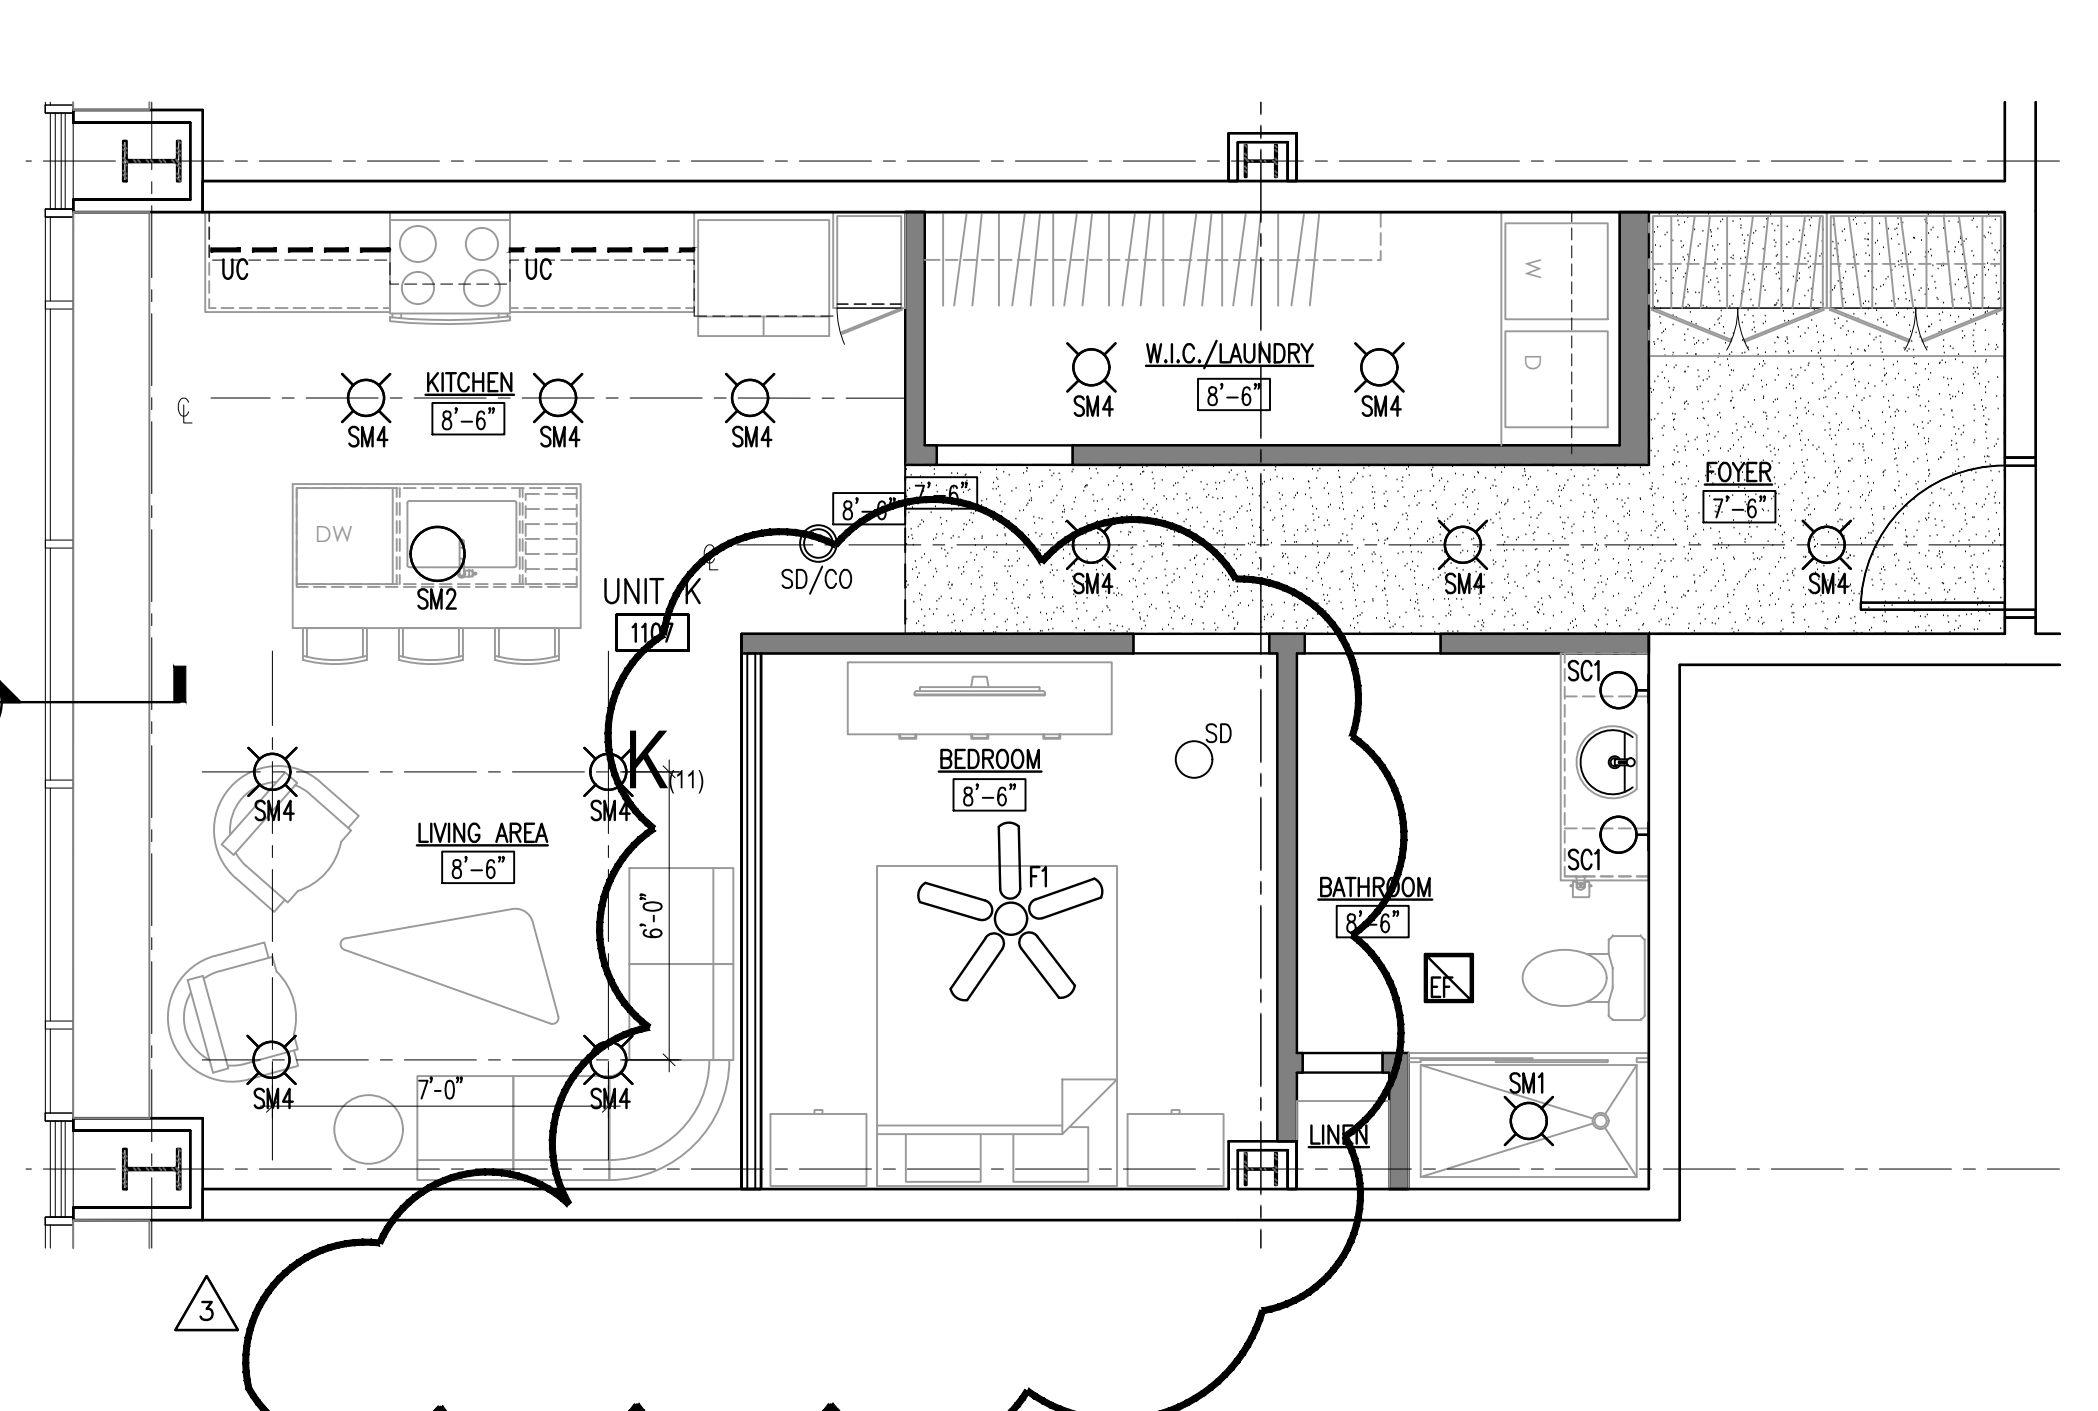 UC
UC
W
D
KITCHEN
8'-6"
SM4
SM4
SM4
W.I.C./LAUNDRY
8'-6"
SM4
SM4
FOYER
7'-6"
8'-6"
7'-6"
DW
SM2
SD/CO
SM4
SM4
SM4
UNIT K
1107
K (11)
SM4
SM4
LIVING AREA
8'-6"
6'-0"
7'-0"
SM4
SM4
BEDROOM
8'-6"
SD
F1
SC1
SC1
BATHROOM
8'-6"
EF
SM1
LINEN
3